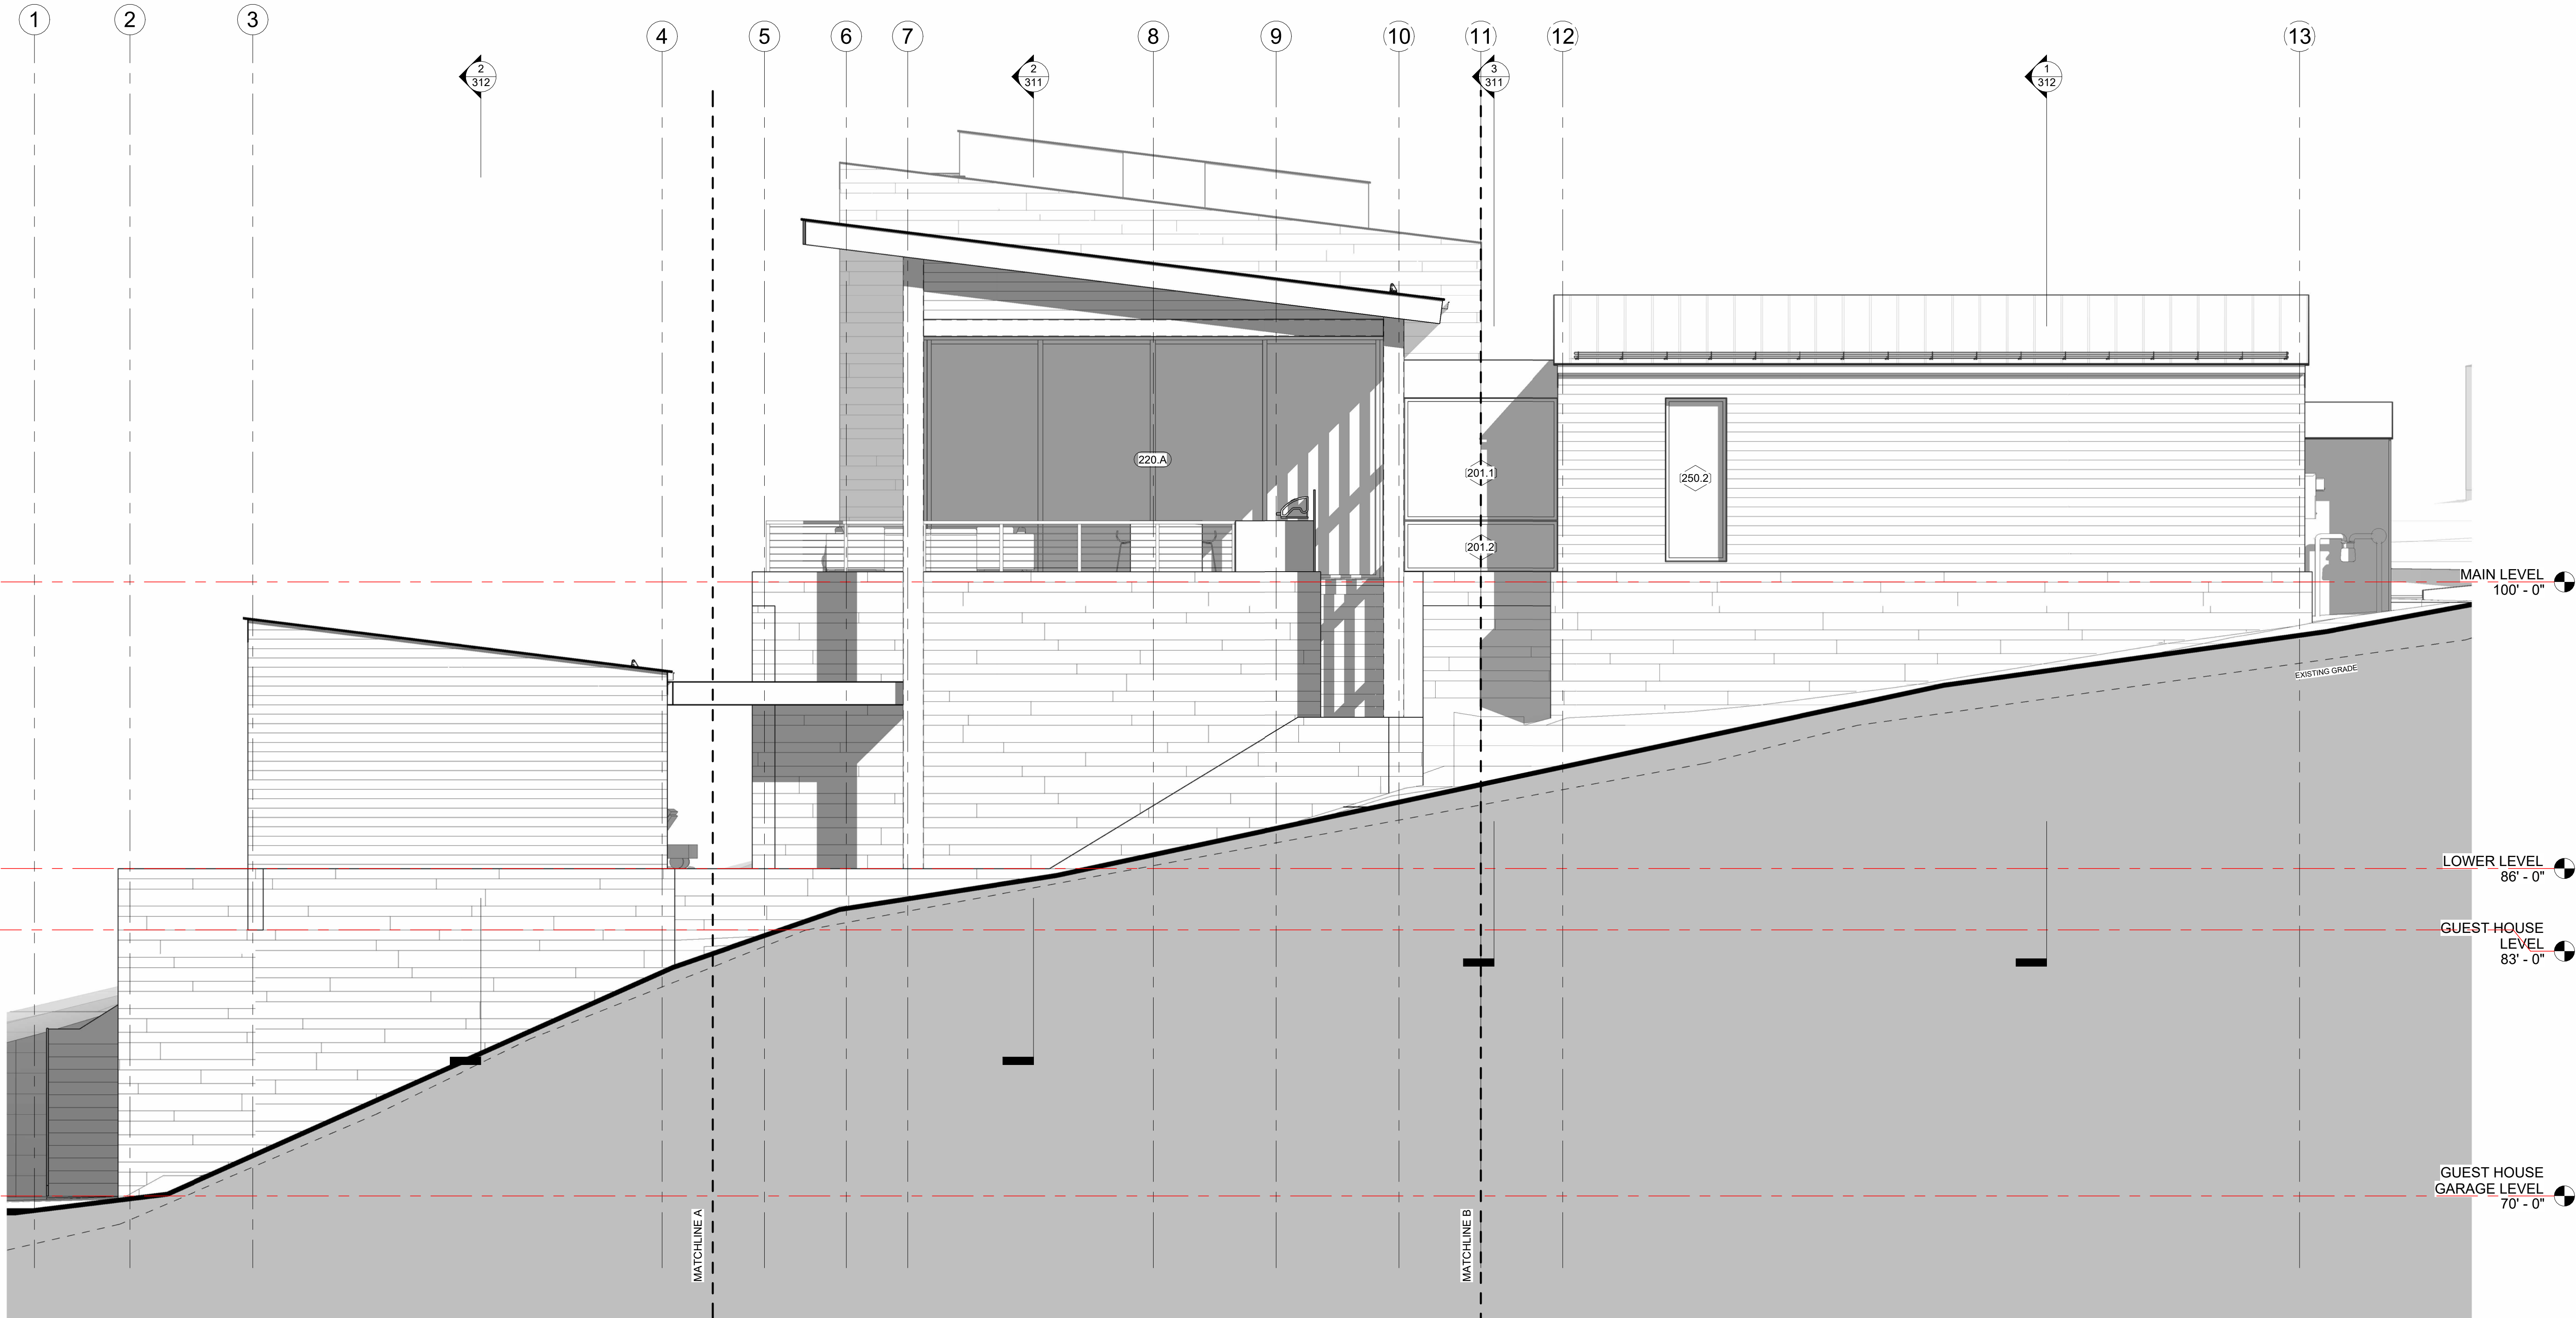 1
2
3
4
5
6
7
8
9
10
11
12
13
2
312
2
311
3
311
1
312
220.A
201.1
250.2
201.2
MAIN LEVEL
100' - 0"
EXISTING GRADE
LOWER LEVEL
86' - 0"
GUEST HOUSE
LEVEL
83' - 0"
GUEST HOUSE
GARAGE LEVEL
70' - 0"
MATCHLINE A
MATCHLINE B